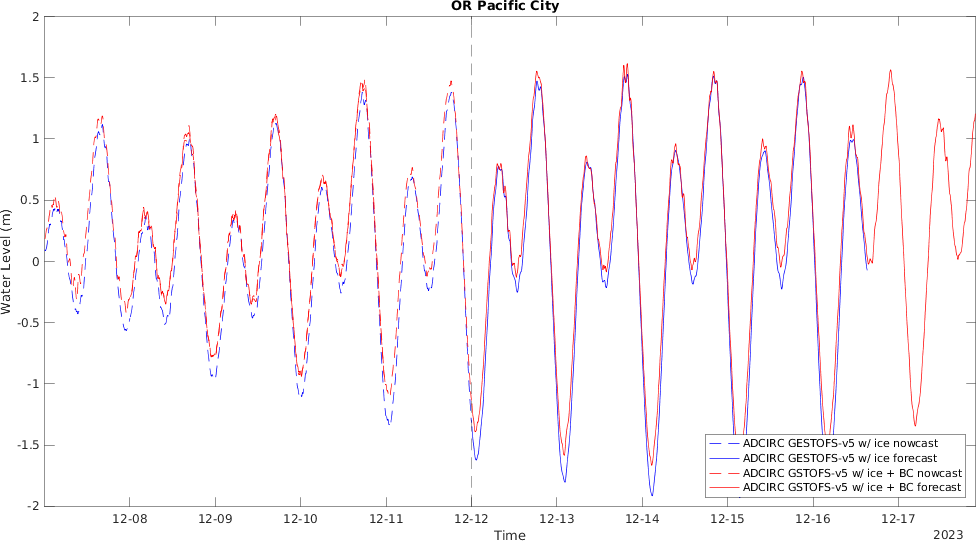 OR Pacific City
2
1.5
1
0.5
0
-0.5
-1
-1.5
-2
Water Level (m)
12-08
12-09
12-10
12-11
12-12
12-13
12-14
12-15
12-16
12-17
Time
2023
ADCIRC GESTOFS-v5 w/ ice nowcast
ADCIRC GESTOFS-v5 w/ ice forecast
ADCIRC GSTOFS-v5 w/ ice + BC nowcast
ADCIRC GSTOFS-v5 w/ ice + BC forecast